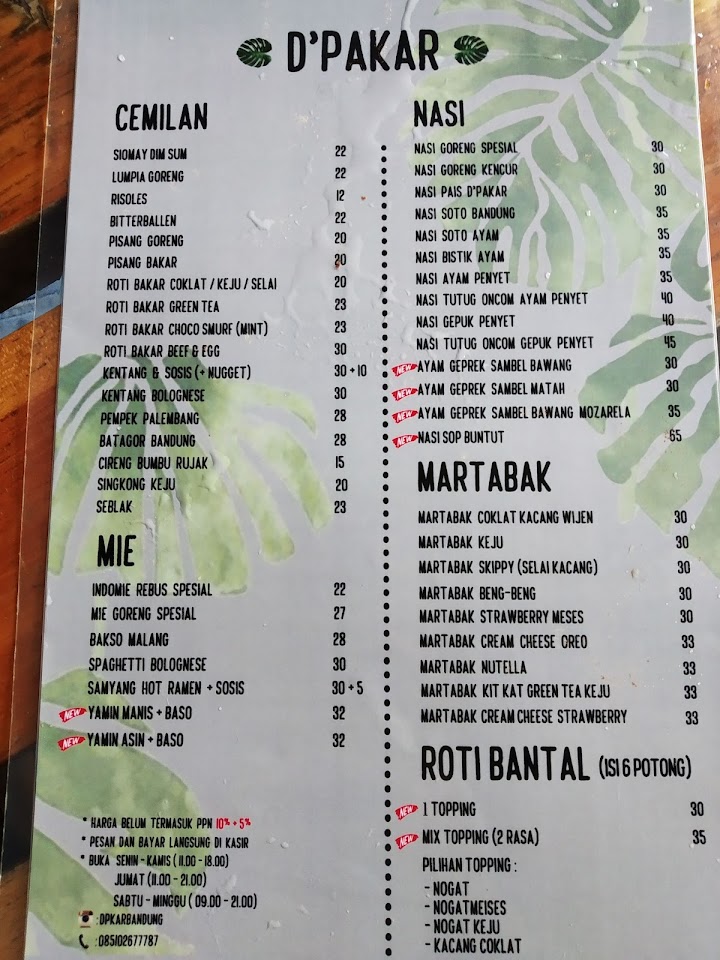 D'PAKAR
CEMILAN
SIOMAY DIM SUM 22
LUMPIA GORENG 22
RISOLES 12
BITTERBALLEN 22
PISANG GORENG 20
PISANG BAKAR 20
ROTI BAKAR COKLAT / KEJU / SELAI 20
ROTI BAKAR GREEN TEA 23
ROTI BAKAR CHOCO SMURF (MINT) 23
ROTI BAKAR BEEF & EGG 30
KENTANG & SOSIS (+ NUGGET) 30 + 10
KENTANG BOLOGNESE 30
PEMPEK PALEMBANG 28
BATAGOR BANDUNG 28
CIRENG BUMBU RUJAK 15
SINGKONG KEJU 20
SEBLAK 23
MIE
INDOMIE REBUS SPESIAL 22
MIE GORENG SPESIAL 27
BAKSO MALANG 28
SPAGHETTI BOLOGNESE 30
SAMYANG HOT RAMEN + SOSIS 30 + 5
NEW YAMIN MANIS + BASO 32
NEW YAMIN ASIN + BASO 32
* HARGA BELUM TERMASUK PPN 10% + 5%
* PESAN DAN BAYAR LANGSUNG DI KASIR
* BUKA SENIN - KAMIS ( 11.00 - 18.00)
JUMAT (11.00 - 21.00)
SABTU - MINGGU ( 09.00 - 21.00)
: DPKARBANDUNG
: 085102677787
NASI
NASI GORENG SPESIAL 30
NASI GORENG KENCUR 30
NASI PAIS D'PAKAR 30
NASI SOTO BANDUNG 35
NASI SOTO AYAM 35
NASI BISTIK AYAM 35
NASI AYAM PENYET 35
NASI TUTUG ONCOM AYAM PENYET 40
NASI GEPUK PENYET 40
NASI TUTUG ONCOM GEPUK PENYET 45
NEW AYAM GEPREK SAMBEL BAWANG 30
NEW AYAM GEPREK SAMBEL MATAH 30
NEW AYAM GEPREK SAMBEL BAWANG MOZARELA 35
NEW NASI SOP BUNTUT 65
MARTABAK
MARTABAK COKLAT KACANG WIJEN 30
MARTABAK KEJU 30
MARTABAK SKIPPY (SELAI KACANG) 30
MARTABAK BENG-BENG 30
MARTABAK STRAWBERRY MESES 30
MARTABAK CREAM CHEESE OREO 33
MARTABAK NUTELLA 33
MARTABAK KIT KAT GREEN TEA KEJU 33
MARTABAK CREAM CHEESE STRAWBERRY 33
ROTI BANTAL (ISI 6 POTONG)
NEW 1 TOPPING 30
NEW MIX TOPPING (2 RASA) 35
PILIHAN TOPPING :
- NOGAT
- NOGATMEISES
- NOGAT KEJU
- KACANG COKLAT